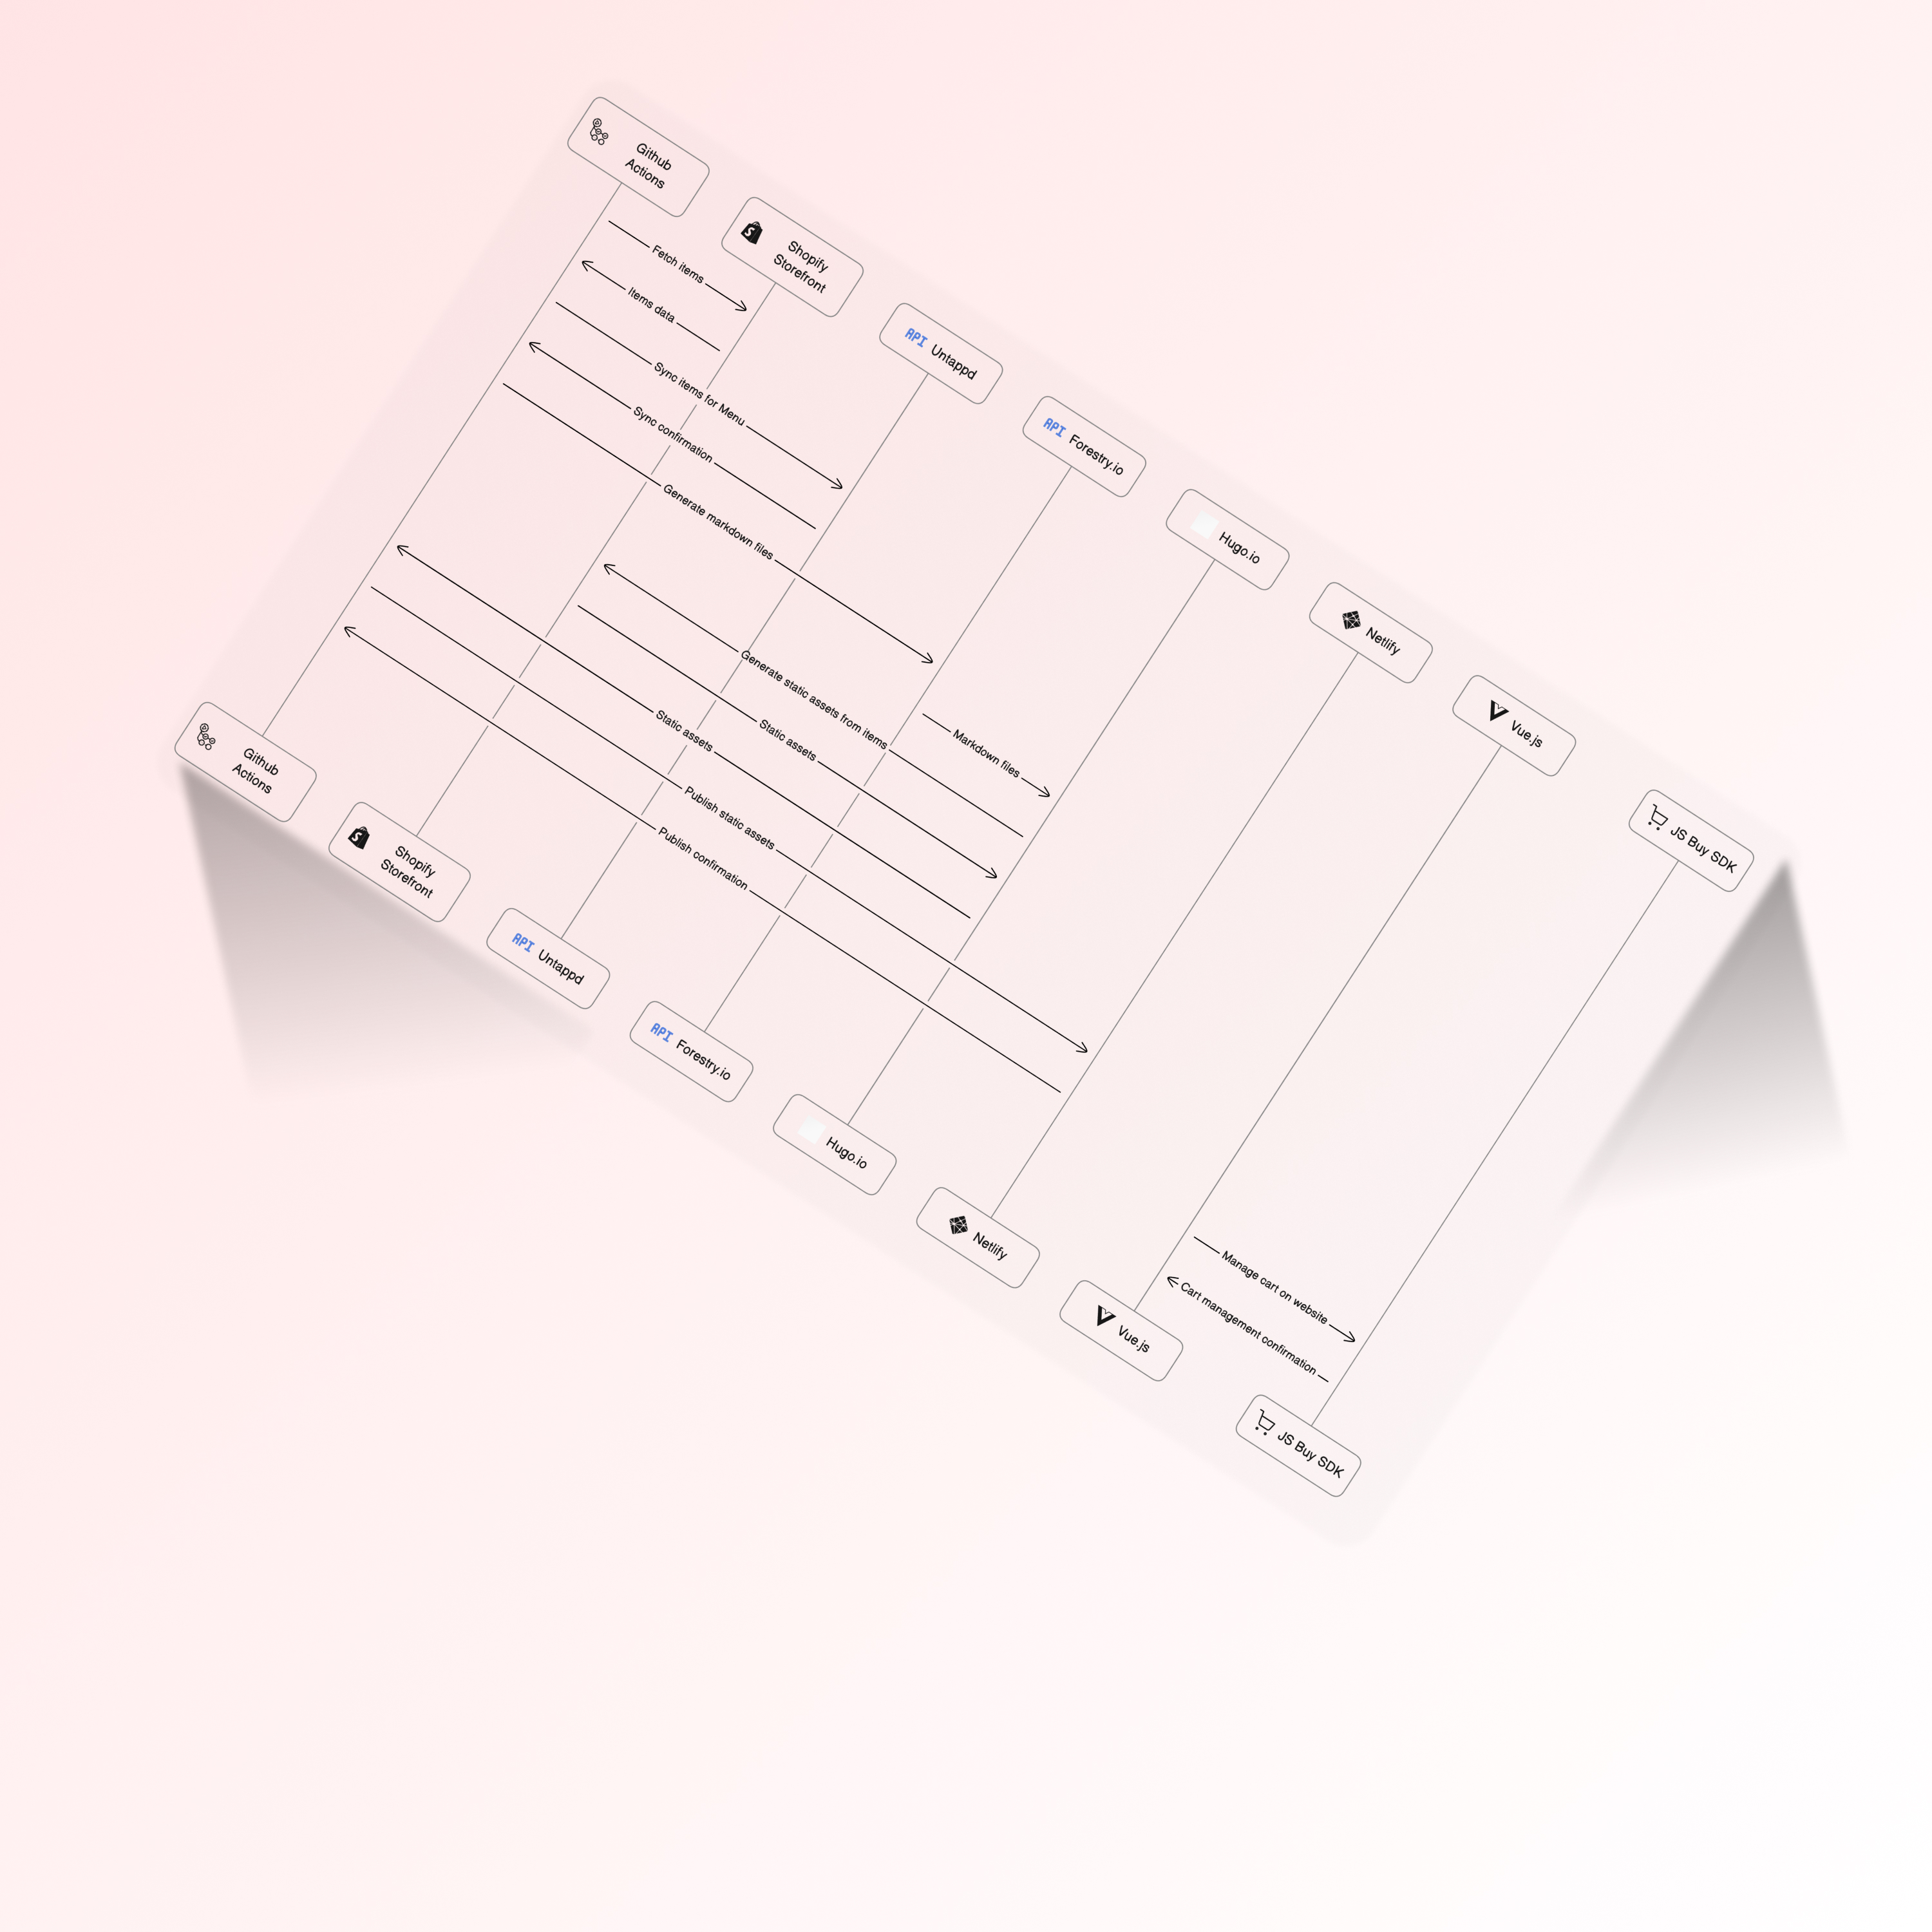 Github
Actions
Shopify
Storefront
API Untappd
API Forestry.io
Hugo.io
Netlify
Vue.js
JS Buy SDK
Fetch items
Items data
Sync items for Menu
Sync confirmation
Generate markdown files
Markdown files
Generate static assets from items
Static assets
Static assets
Publish static assets
Publish confirmation
Manage cart on website
Cart management confirmation
Github
Actions
Shopify
Storefront
API Untappd
API Forestry.io
Hugo.io
Netlify
Vue.js
JS Buy SDK